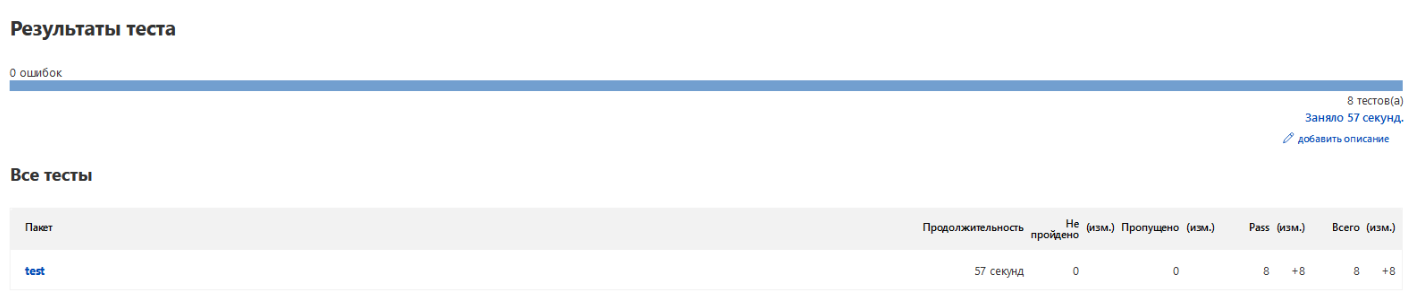 Результаты теста
0 ошибок
8 тестов(а)
Заняло 57 секунд.
добавить описание
Все тесты
Пакет Продолжительность Не пройдено (изм.) Пропущено (изм.) Pass (изм.) Всего (изм.)
test 57 секунд 0 0 8 +8 8 +8